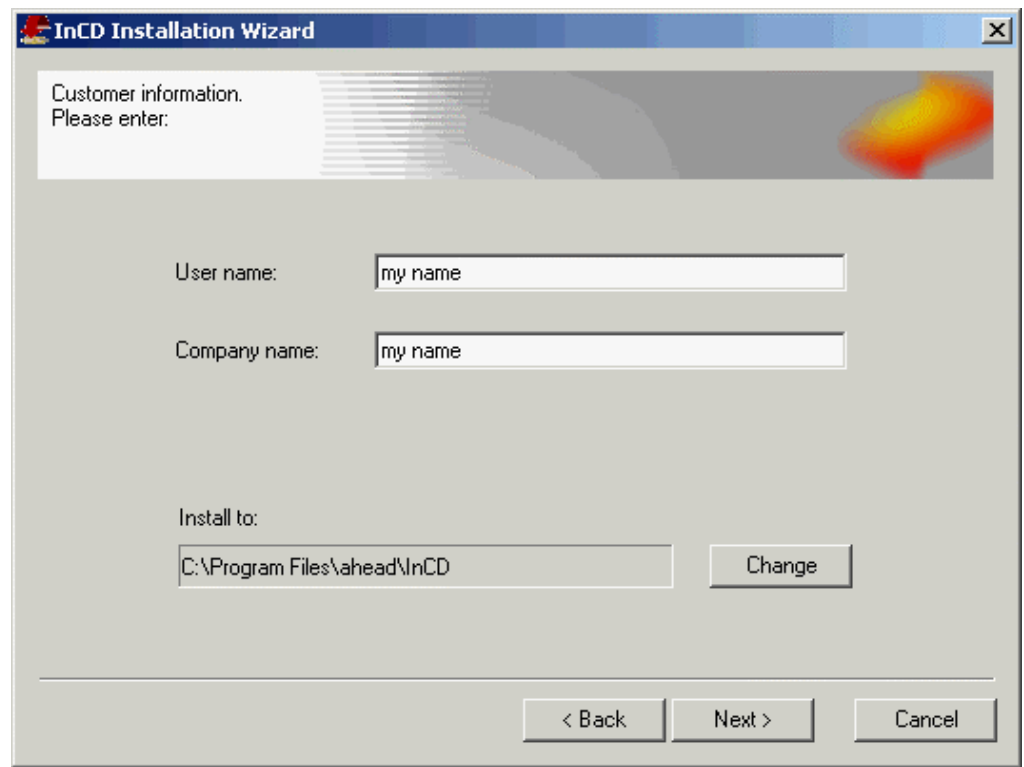 InCD Installation Wizard
Customer information.
Please enter:
User name:
my name
Company name:
my name
Install to:
C:\Program Files\ahead\InCD
Change
< Back
Next >
Cancel